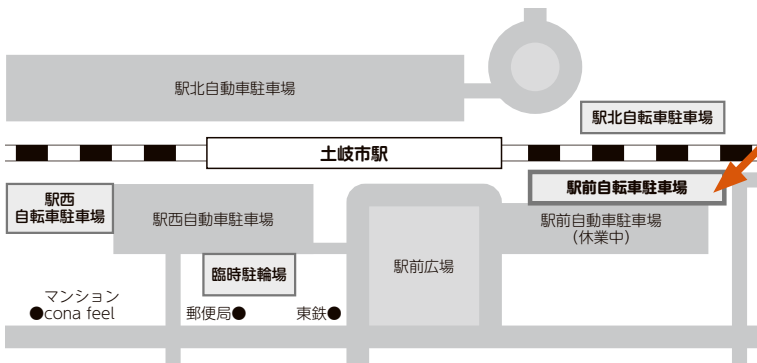 駅北自動車駐車場
駅北自転車駐車場
土岐市駅
駅前自転車駐車場
駅西
自転車駐車場
駅西自動車駐車場
駅前自動車駐車場
(休業中)
臨時駐輪場
駅前広場
マンション
●cona feel
郵便局●
東鉄●